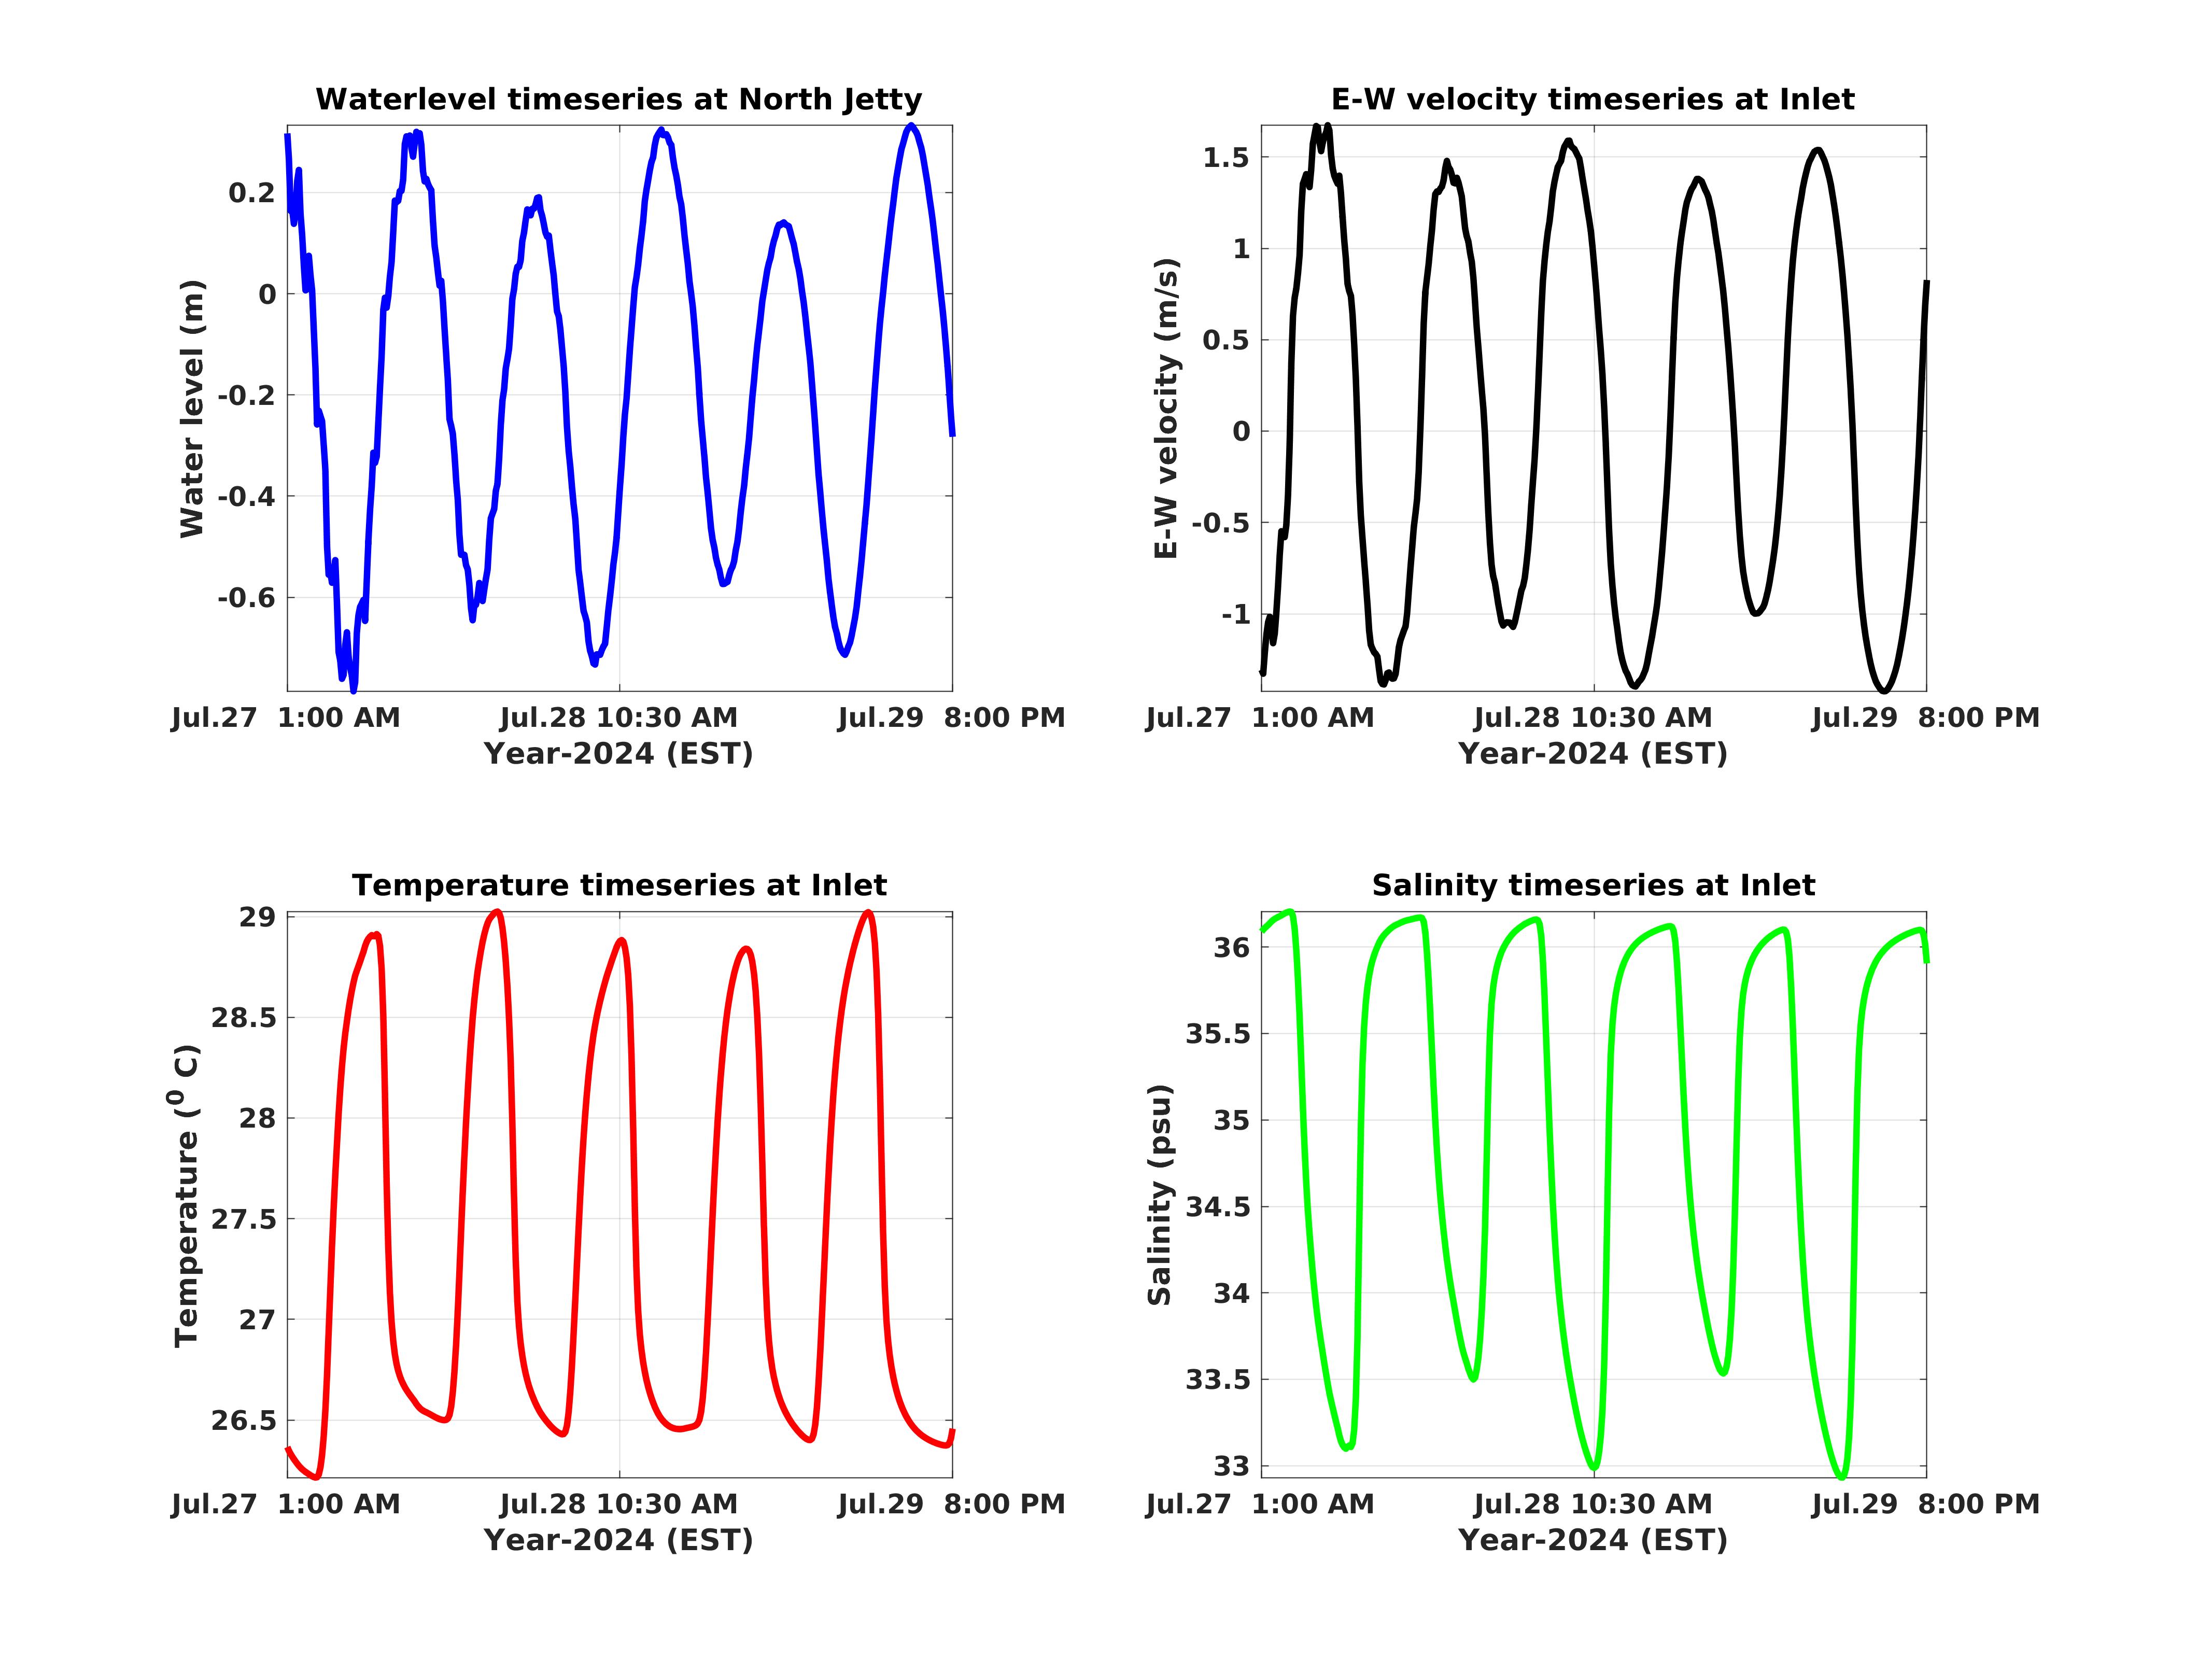 Waterlevel timeseries at North Jetty
0.2
0
-0.2
-0.4
-0.6
Water level (m)
Jul.27 1:00 AM Jul.28 10:30 AM Jul.29 8:00 PM
Year-2024 (EST)
E-W velocity timeseries at Inlet
1.5
1
0.5
0
-0.5
-1
E-W velocity (m/s)
Jul.27 1:00 AM Jul.28 10:30 AM Jul.29 8:00 PM
Year-2024 (EST)
Temperature timeseries at Inlet
29
28.5
28
27.5
27
26.5
Temperature (⁰ C)
Jul.27 1:00 AM Jul.28 10:30 AM Jul.29 8:00 PM
Year-2024 (EST)
Salinity timeseries at Inlet
36
35.5
35
34.5
34
33.5
33
Salinity (psu)
Jul.27 1:00 AM Jul.28 10:30 AM Jul.29 8:00 PM
Year-2024 (EST)